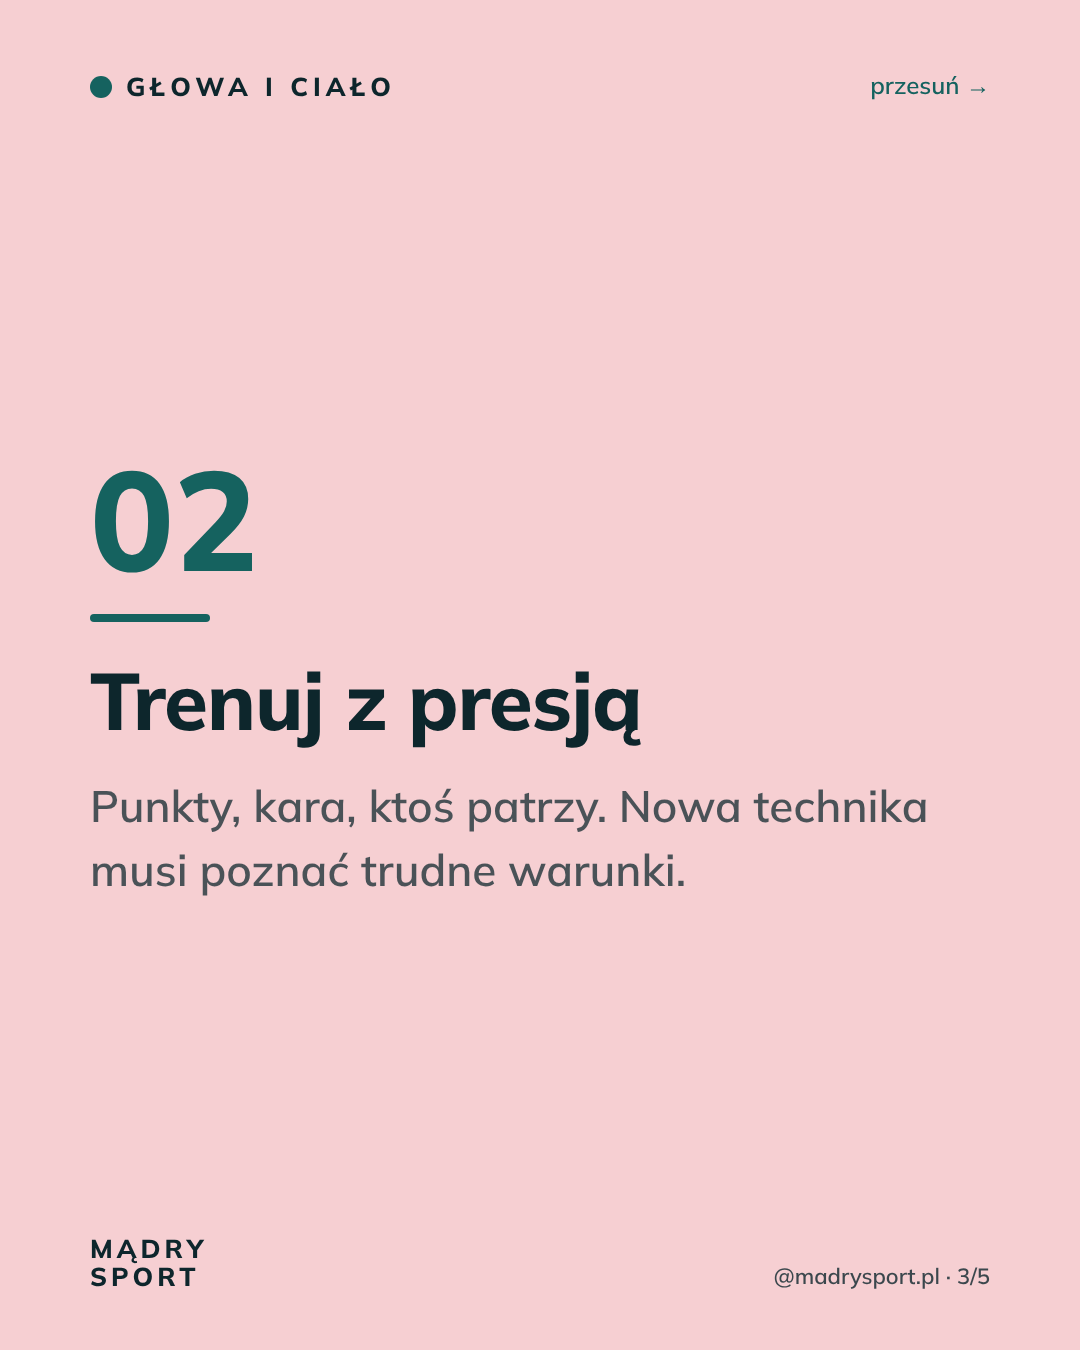 GŁOWA I CIAŁO
przesuń →
02
Trenuj z presją
Punkty, kara, ktoś patrzy. Nowa technika
musi poznać trudne warunki.
MĄDRY
SPORT
@madrysport.pl · 3/5